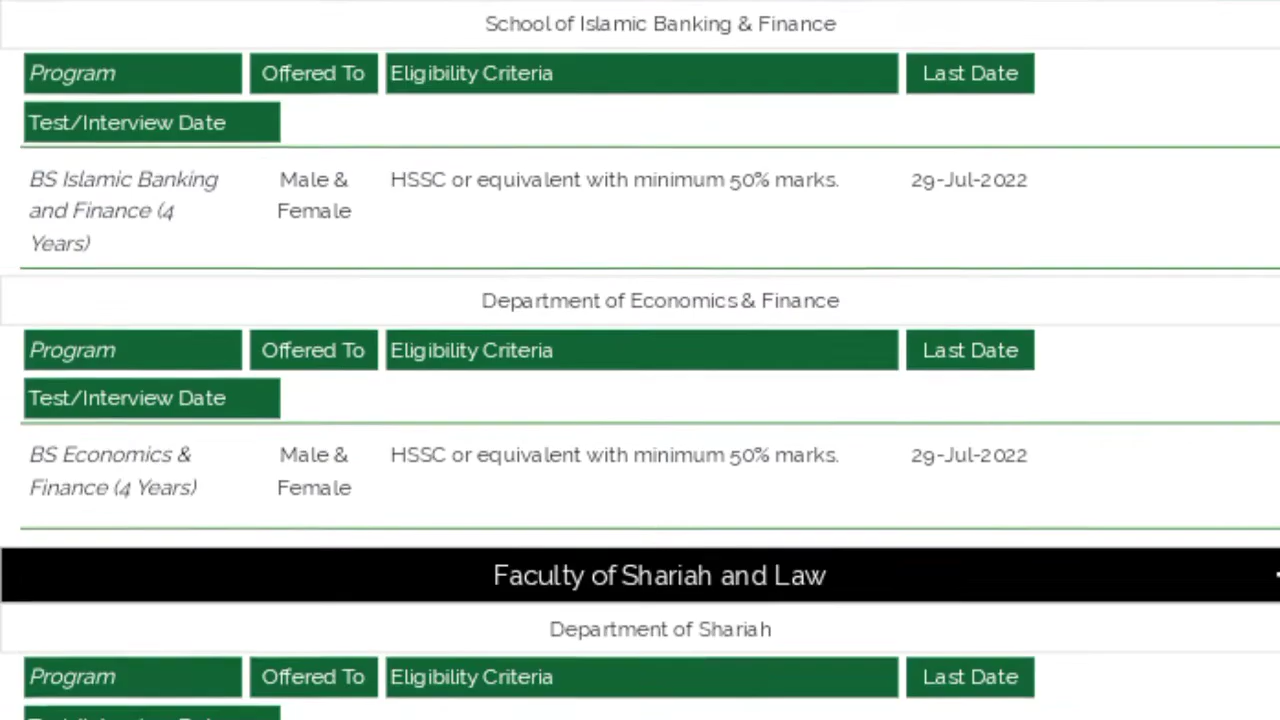 School of Islamic Banking & Finance
Program Offered To Eligibility Criteria Last Date
Test/Interview Date
BS Islamic Banking Male & HSSC or equivalent with minimum 50% marks. 29-Jul-2022
and Finance (4 Female
Years)
Department of Economics & Finance
Program Offered To Eligibility Criteria Last Date
Test/Interview Date
BS Economics & Male & HSSC or equivalent with minimum 50% marks. 29-Jul-2022
Finance (4 Years) Female
Faculty of Shariah and Law
Department of Shariah
Program Offered To Eligibility Criteria Last Date